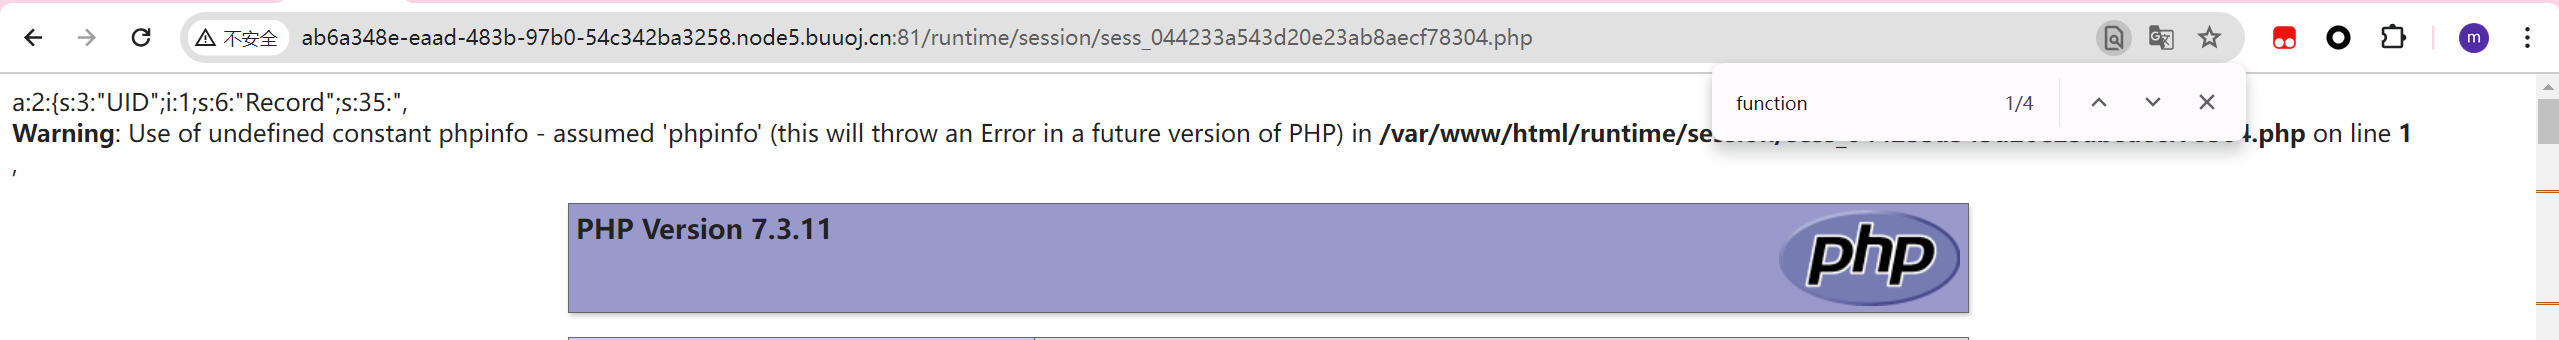 不安全 ab6a348e-eaad-483b-97b0-54c342ba3258.node5.buuoj.cn:81/runtime/session/sess_044233a543d20e23ab8aecf78304.php
m
function 1/4
a:2:{s:3:"UID";i:1;s:6:"Record";s:35:",
Warning: Use of undefined constant phpinfo - assumed 'phpinfo' (this will throw an Error in a future version of PHP) in /var/www/html/runtime/se 4.php on line 1
,
PHP Version 7.3.11
php